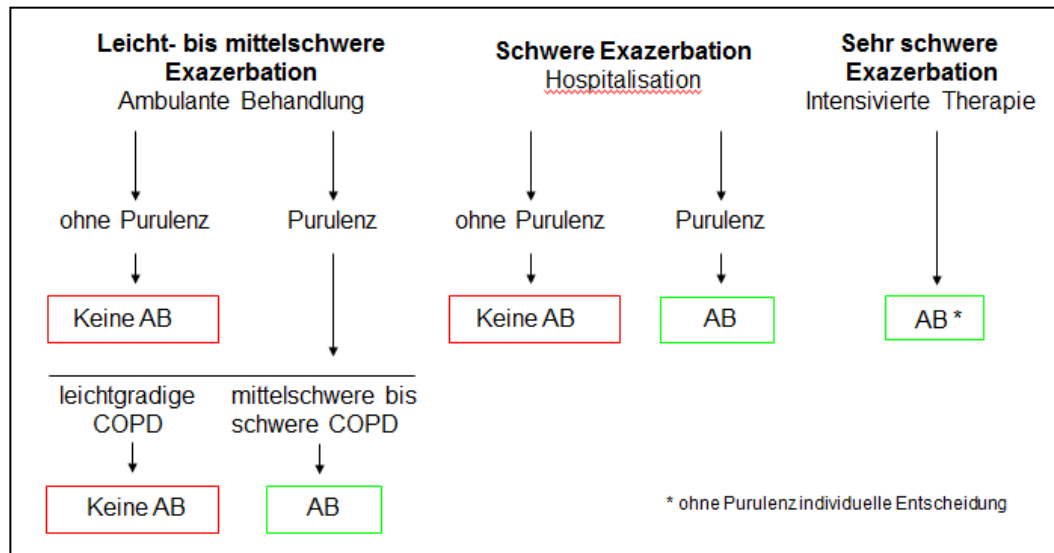 Leicht- bis mittelschwere
Exazerbation
Ambulante Behandlung
Schwere Exazerbation
Hospitalisation
Sehr schwere
Exazerbation
Intensivierte Therapie
ohne Purulenz
Purulenz
ohne Purulenz
Purulenz
Keine AB
Keine AB
AB
AB *
leichtgradige
COPD
mittelschwere bis
schwere COPD
Keine AB
AB
* ohne Purulenz individuelle Entscheidung